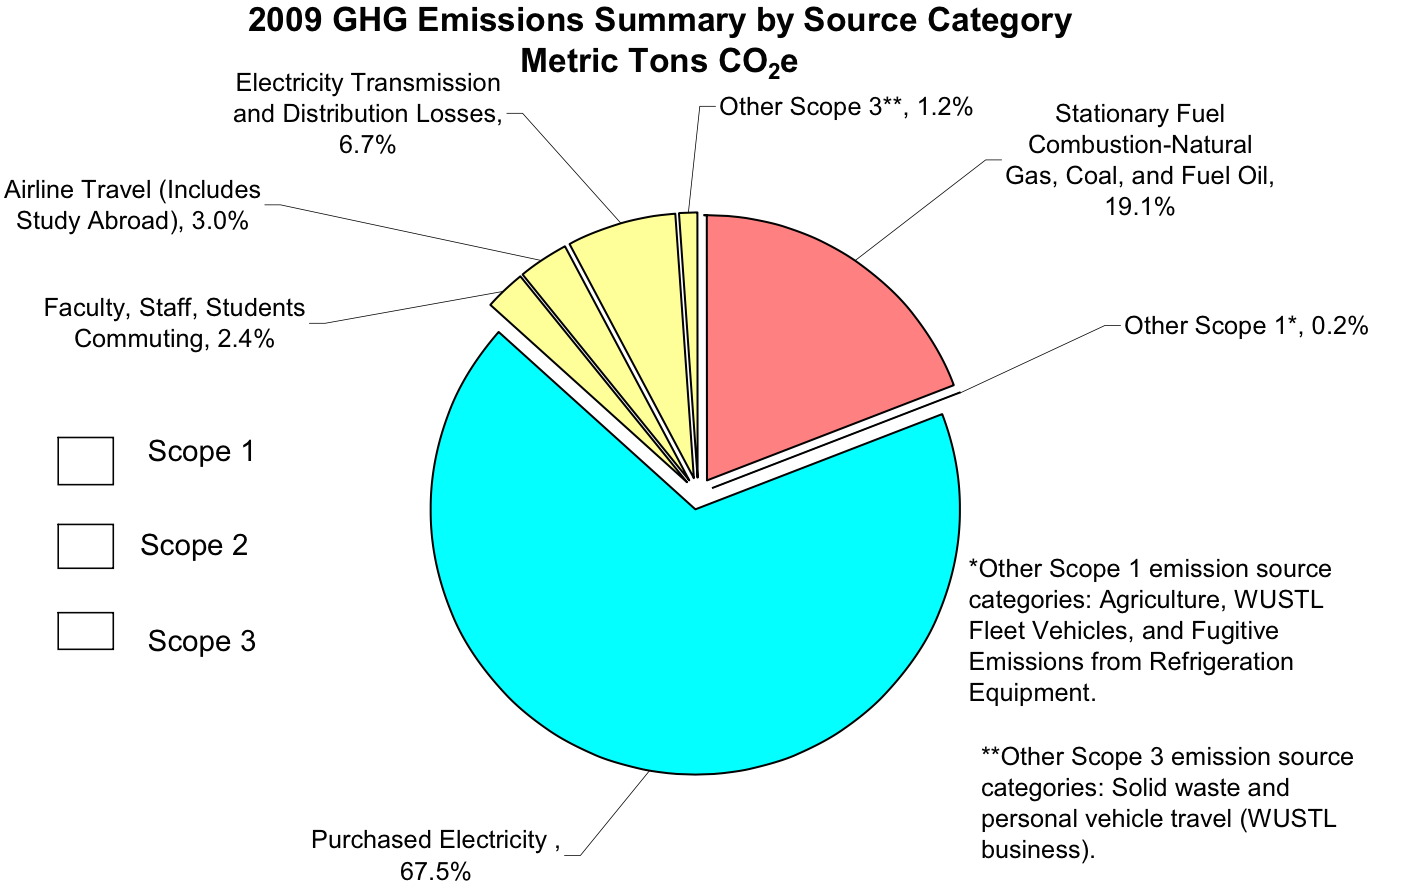 2009 GHG Emissions Summary by Source Category
Metric Tons CO₂e
Electricity Transmission
and Distribution Losses,
6.7%
Other Scope 3**, 1.2%
Stationary Fuel
Combustion-Natural
Gas, Coal, and Fuel Oil,
19.1%
Airline Travel (Includes
Study Abroad), 3.0%
Faculty, Staff, Students
Commuting, 2.4%
Other Scope 1*, 0.2%
Scope 1
Scope 2
Scope 3
*Other Scope 1 emission source
categories: Agriculture, WUSTL
Fleet Vehicles, and Fugitive
Emissions from Refrigeration
Equipment.
**Other Scope 3 emission source
categories: Solid waste and
personal vehicle travel (WUSTL
business).
Purchased Electricity ,
67.5%